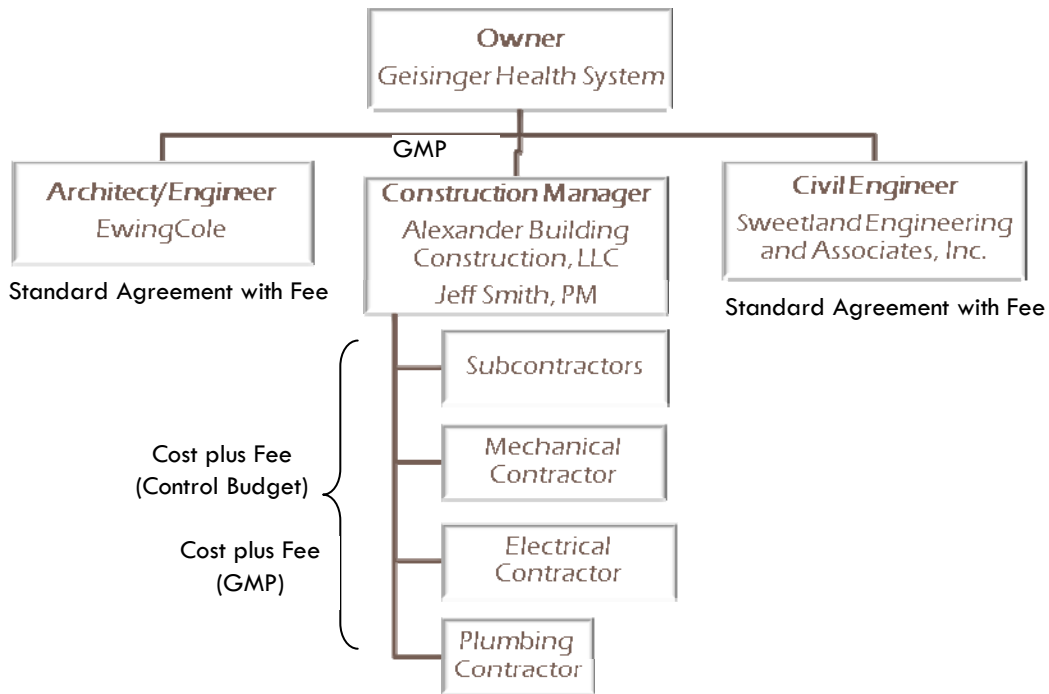 Owner
Geisinger Health System
GMP
Architect/Engineer
EwingCole
Standard Agreement with Fee
Construction Manager
Alexander Building
Construction, LLC
Jeff Smith, PM
Civil Engineer
Sweetland Engineering
and Associates, Inc.
Standard Agreement with Fee
Cost plus Fee
(Control Budget)
Cost plus Fee
(GMP)
Subcontractors
Mechanical
Contractor
Electrical
Contractor
Plumbing
Contractor